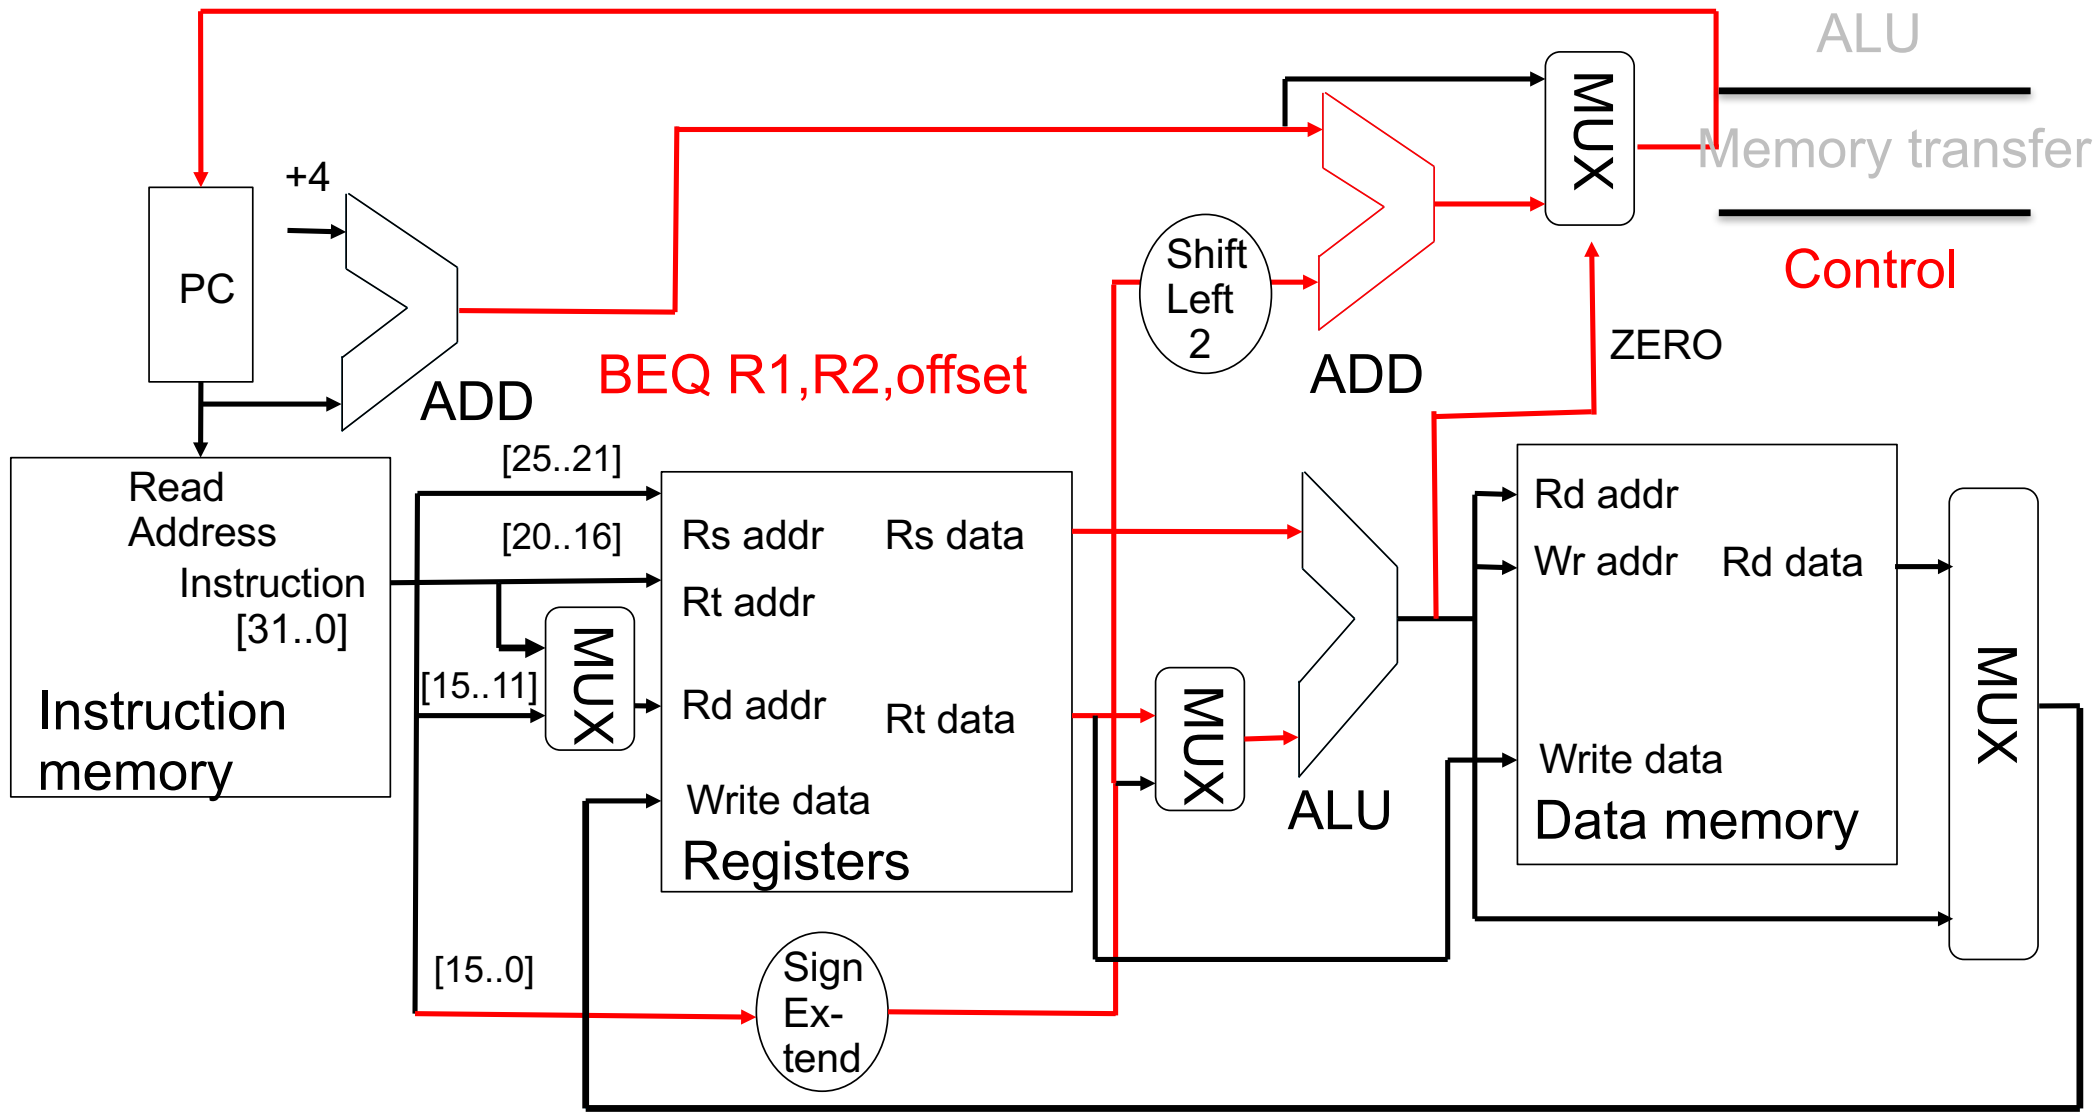 ALU
MUX
Memory transfer
+4
Control
PC
Shift
Left
2
ZERO
ADD
BEQ R1,R2,offset
ADD
[25..21]
Read
Address
[20..16]
Instruction
[31..0]
Instruction
memory
MUX
[15..11]
Rs addr
Rs data
Rt addr
Rd addr
Rt data
Write data
Registers
MUX
ALU
Rd addr
Wr addr
Rd data
Write data
Data memory
MUX
[15..0]
Sign
Ex-
tend